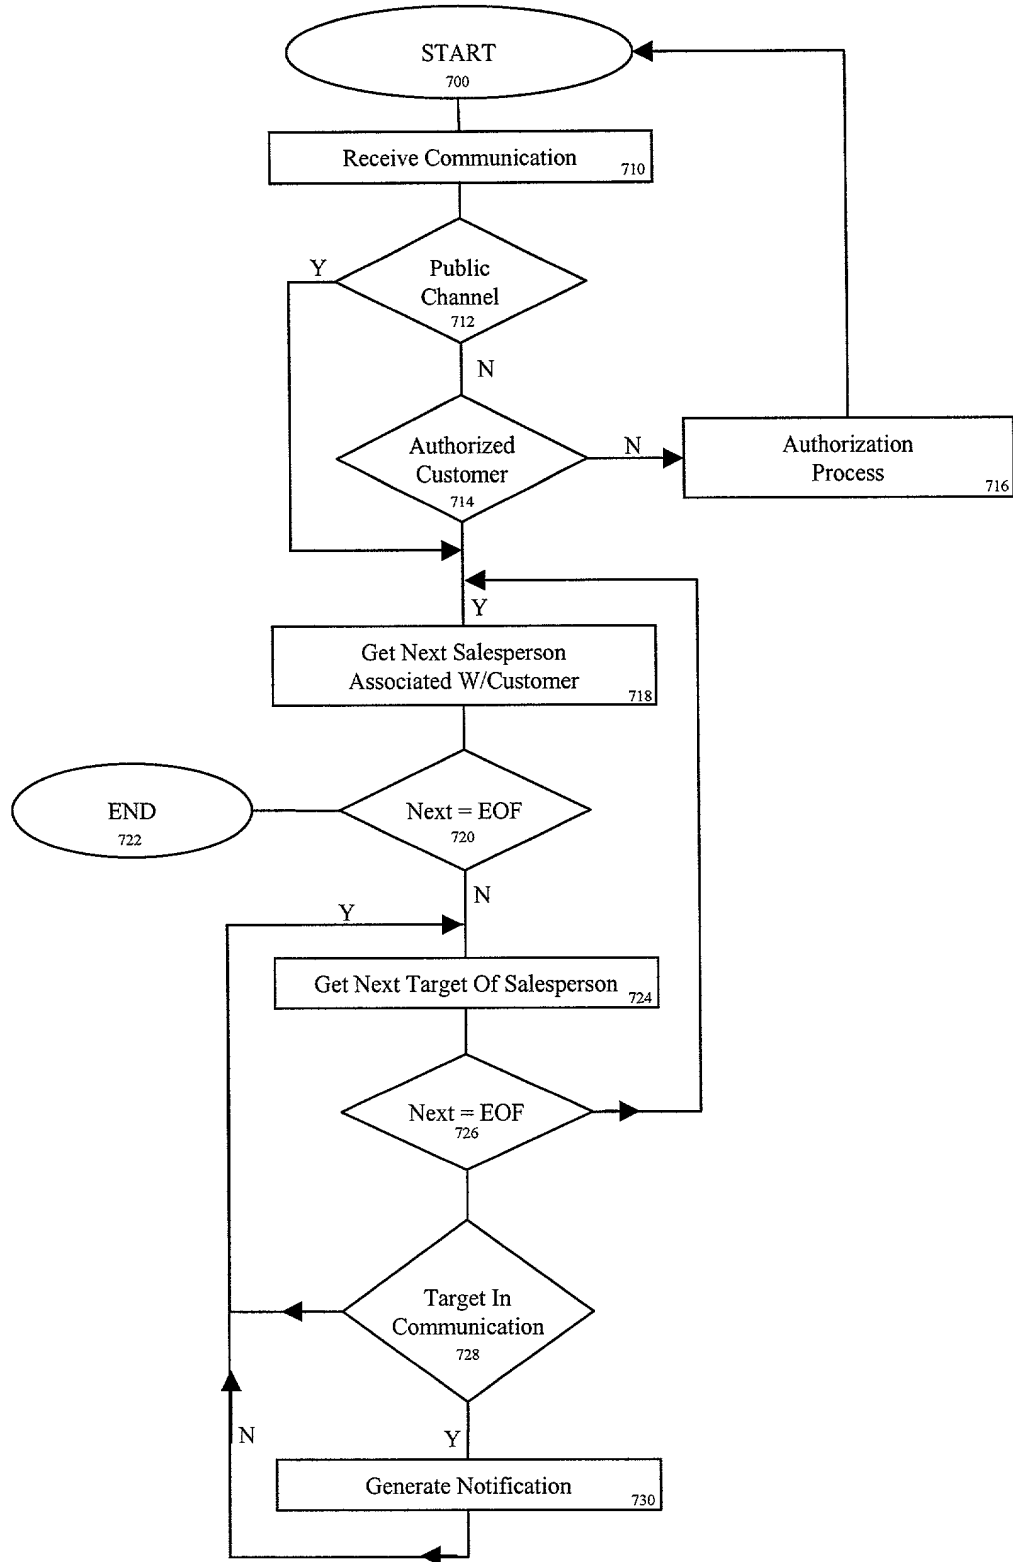 START
700
Receive Communication
710
Y
Public
Channel
712
N
Authorized
Customer
714
N
Authorization
Process
716
Y
Get Next Salesperson
Associated W/Customer
718
END
722
Next = EOF
720
N
Y
Get Next Target Of Salesperson
724
Next = EOF
726
Target In
Communication
728
N
Y
Generate Notification
730